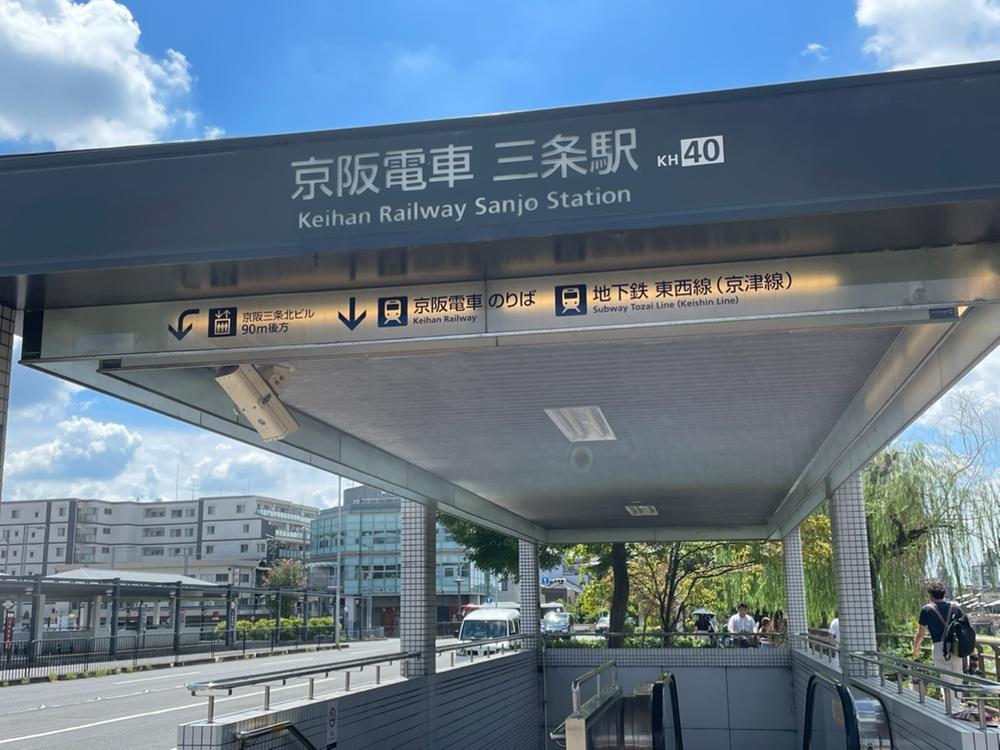 京阪電車 三条駅 KH 40
Keihan Railway Sanjo Station
京阪三条北ビル
90m後方
京阪電車 のりば
Keihan Railway
地下鉄 東西線(京津線)
Subway Tozai Line (Keishin Line)